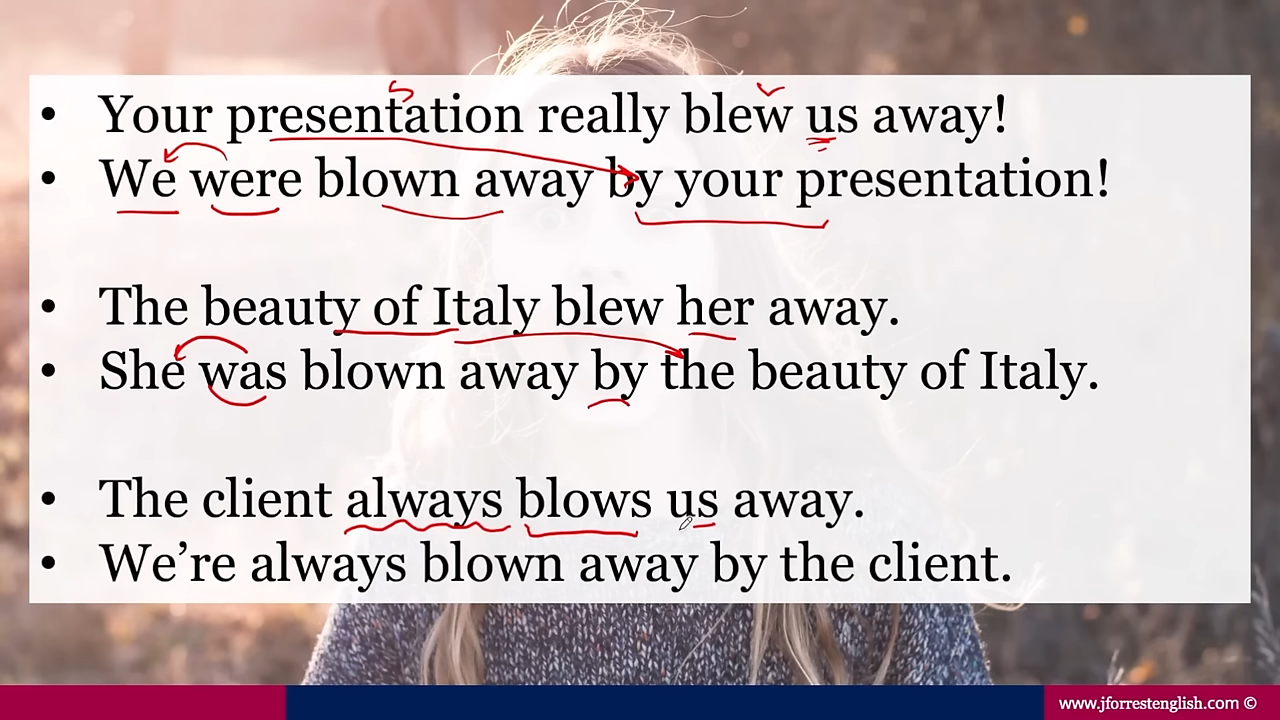 • Your presentation really blew us away!
• We were blown away by your presentation!
• The beauty of Italy blew her away.
• She was blown away by the beauty of Italy.
• The client always blows us away.
• We’re always blown away by the client.
www.jforrestenglish.com ©